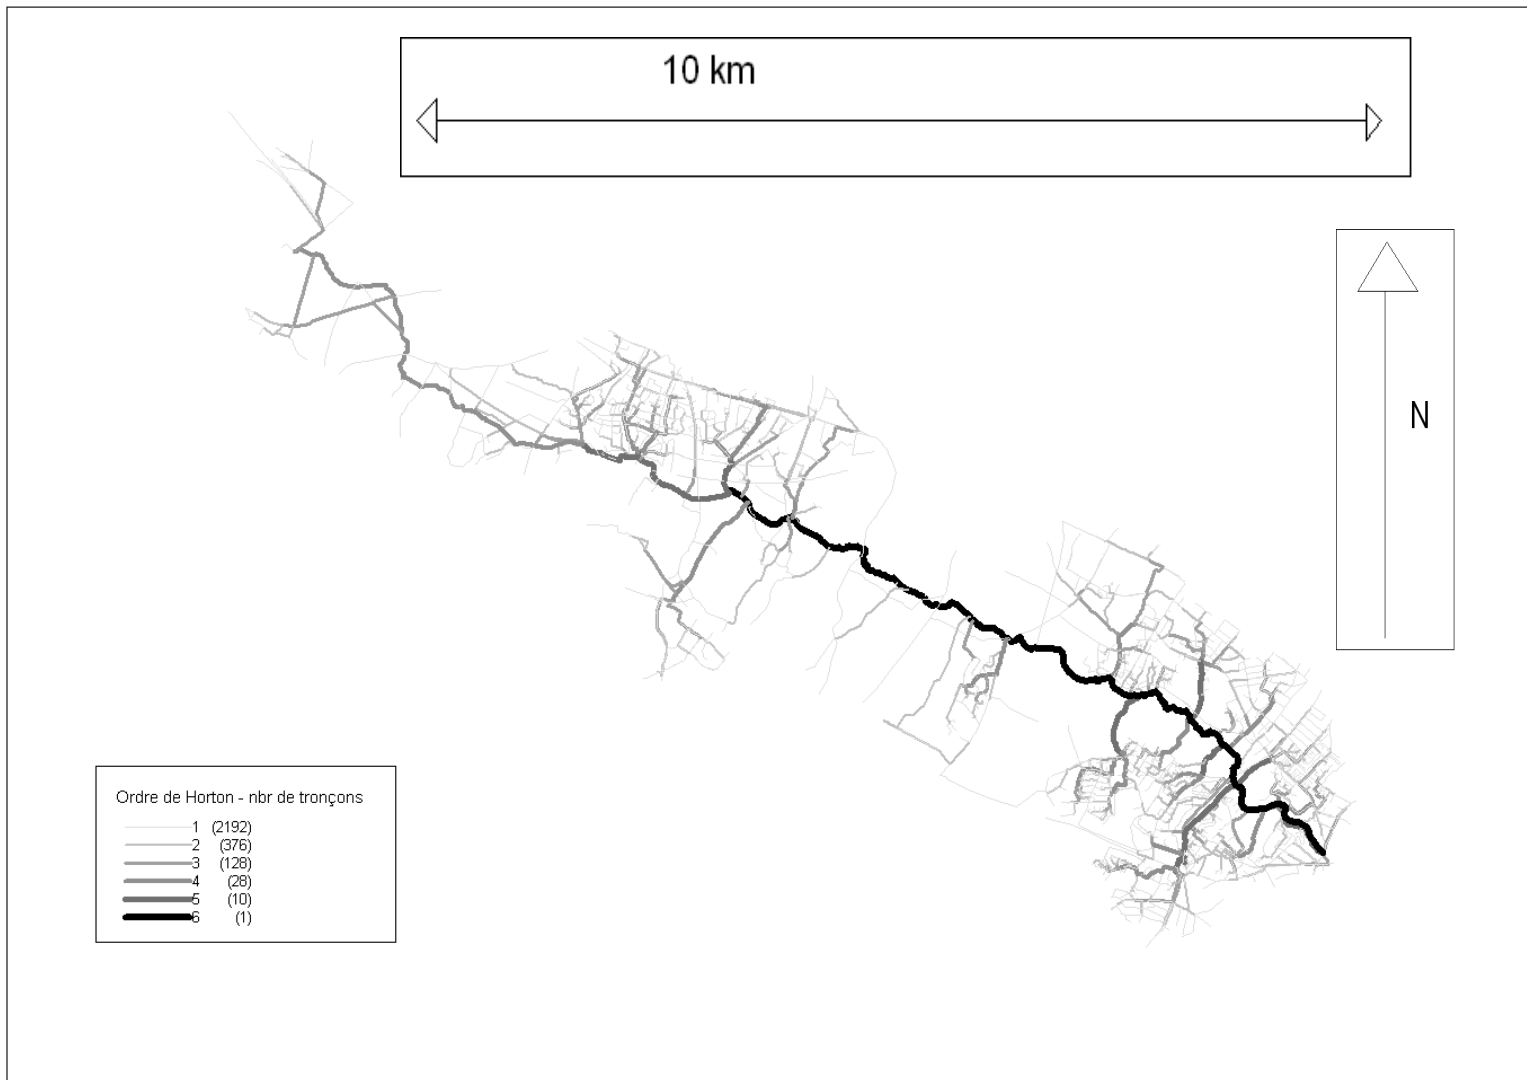 10 km
N
Ordre de Horton - nbr de tronçons
1 (2192)
2 (376)
3 (128)
4 (28)
5 (10)
6 (1)